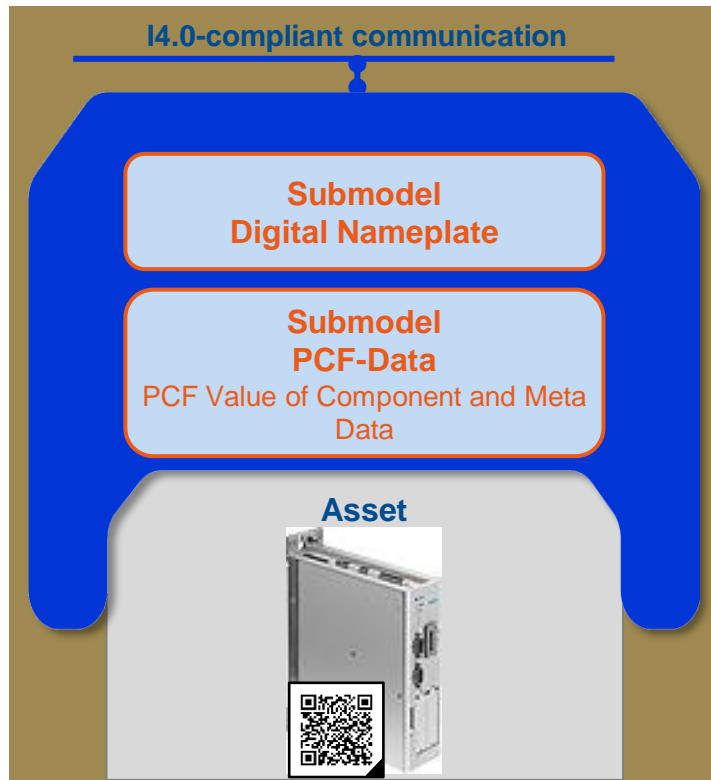 I4.0-compliant communication
Submodel
Digital Nameplate
Submodel
PCF-Data
PCF Value of Component and Meta
Data
Asset